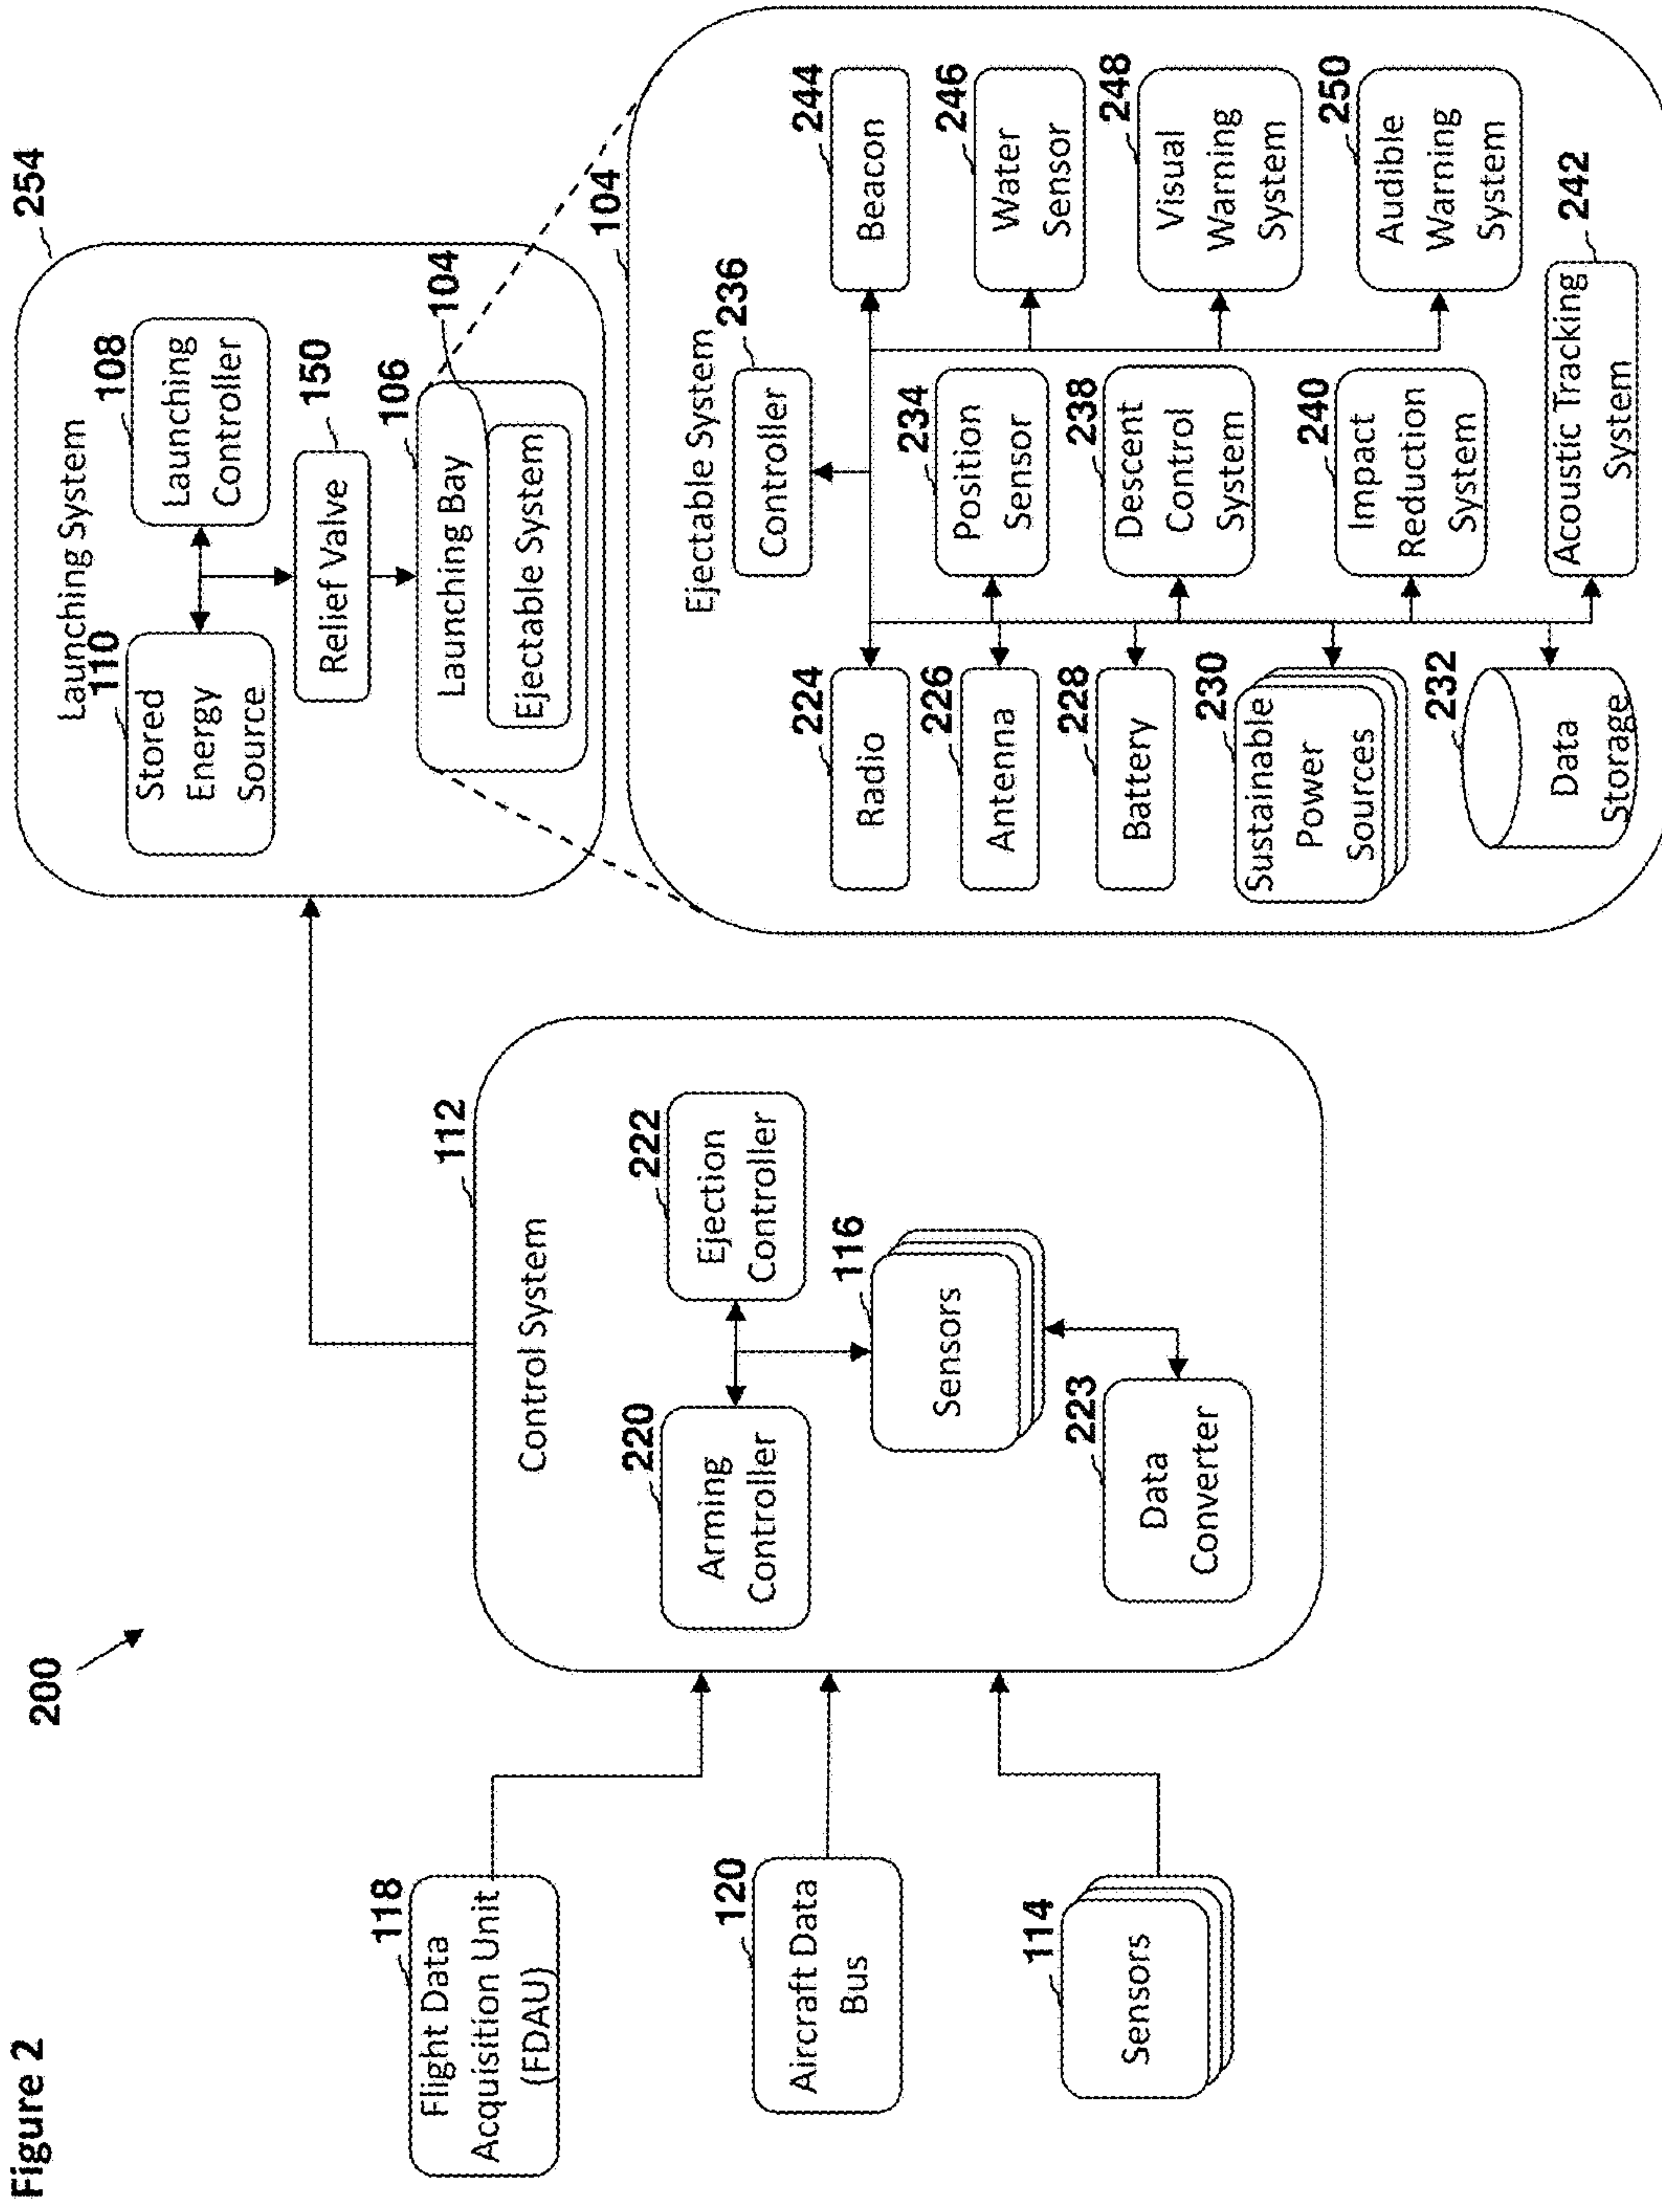 Figure 2
200
118
Flight Data
Acquisition Unit
(FDAU)
120
Aircraft Data
Bus
114
Sensors
112
Control System
220
Arming
Controller
222
Ejection
Controller
116
Sensors
223
Data
Converter
254
Launching System
110
Stored
Energy
Source
108
Launching
Controller
150
Relief Valve
106
Launching Bay
104
Ejectable System
104
Ejectable System
236
Controller
224
Radio
226
Antenna
228
Battery
230
Sustainable
Power
Sources
232
Data
Storage
234
Position
Sensor
238
Descent
Control
System
240
Impact
Reduction
System
242
Acoustic Tracking
System
244
Beacon
246
Water
Sensor
248
Visual
Warning
System
250
Audible
Warning
System